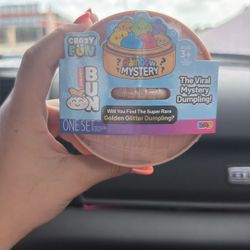 CRAZY
BUN
Rainbow
MYSTERY
3+
BUN
The Viral
Mystery
Dumpling!
Will You Find The Super Rare
Golden Glitter Dumpling?
ONE SET